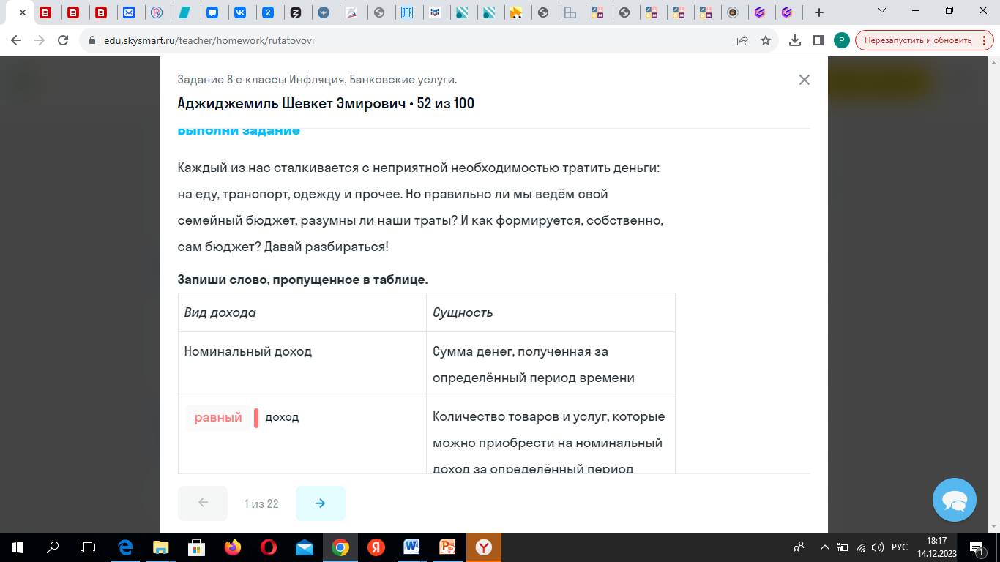 edu.skysmart.ru/teacher/homework/rutatovovi
Р
Перезапустить и обновить
Задание 8 е классы Инфляция, Банковские услуги.
Аджиджемиль Шевкет Эмирович • 52 из 100
Выполни задание
Каждый из нас сталкивается с неприятной необходимостью тратить деньги:
на еду, транспорт, одежду и прочее. Но правильно ли мы ведём свой
семейный бюджет, разумны ли наши траты? И как формируется, собственно,
сам бюджет? Давай разбираться!
Запиши слово, пропущенное в таблице.
Вид дохода
Сущность
Номинальный доход
Сумма денег, полученная за
определённый период времени
равный доход
Количество товаров и услуг, которые
можно приобрести на номинальный
доход за определённый период
1 из 22
РУС
18:17
14.12.2023
1